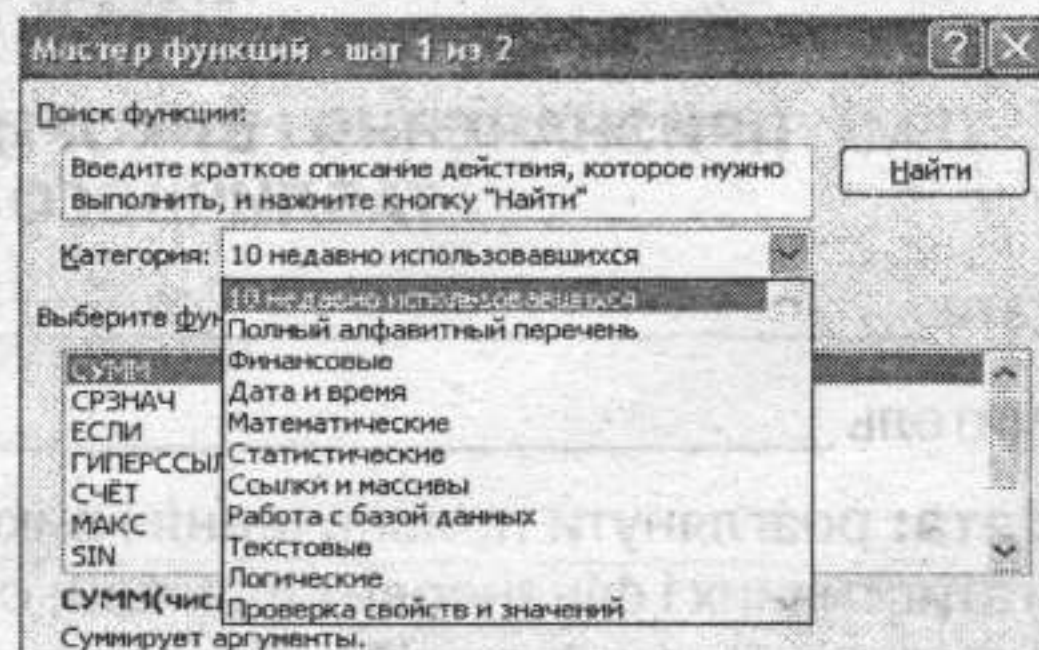 Мастер функций - шаг 1 из 2
Поиск функции:
Введите краткое описание действия, которое нужно
выполнить, и нажмите кнопку "Найти"
Найти
Категория: 10 недавно использовавшихся
10 недавно использовавшихся
Полный алфавитный перечень
Финансовые
Дата и время
Математические
Статистические
Ссылки и массивы
Работа с базой данных
Текстовые
Логические
Проверка свойств и значений
Выберите фун
СУММ
СРЗНАЧ
ЕСЛИ
ГИПЕРССЫЛ
СЧЁТ
МАКС
SIN
СУММ(числ
Суммирует аргументы.